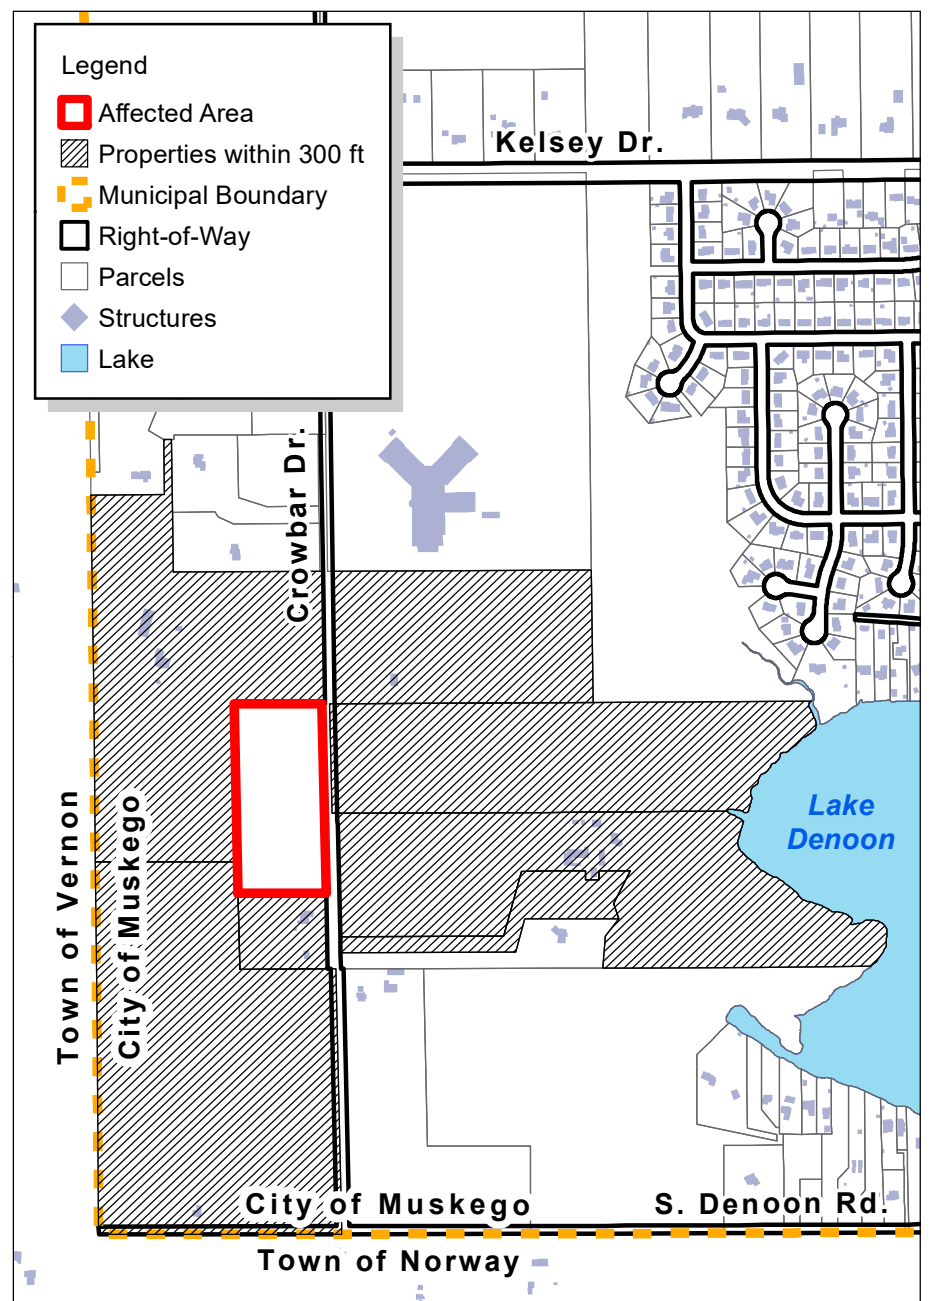 Legend
Affected Area
Properties within 300 ft
Municipal Boundary
Right-of-Way
Parcels
Structures
Lake
Kelsey Dr.
Crowbar Dr.
Lake
Denoon
Town of Vernon
City of Muskego
City of Muskego
S. Denoon Rd.
Town of Norway